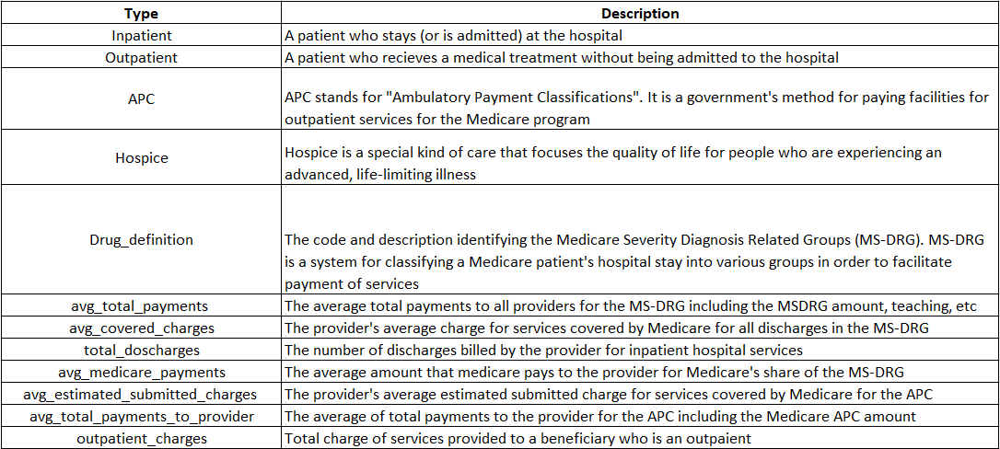 Type Description
Inpatient A patient who stays (or is admitted) at the hospital
Outpatient A patient who recieves a medical treatment without being admitted to the hospital
APC APC stands for "Ambulatory Payment Classifications". It is a government's method for paying facilities for
outpatient services for the Medicare program
Hospice Hospice is a special kind of care that focuses the quality of life for people who are experiencing an
advanced, life-limiting illness
Drug_definition The code and description identifying the Medicare Severity Diagnosis Related Groups (MS-DRG). MS-DRG
is a system for classifying a Medicare patient's hospital stay into various groups in order to facilitate
payment of services
avg_total_payments The average total payments to all providers for the MS-DRG including the MSDRG amount, teaching, etc
avg_covered_charges The provider's average charge for services covered by Medicare for all discharges in the MS-DRG
total_doscharges The number of discharges billed by the provider for inpatient hospital services
avg_medicare_payments The average amount that medicare pays to the provider for Medicare's share of the MS-DRG
avg_estimated_submitted_charges The provider's average estimated submitted charge for services covered by Medicare for the APC
avg_total_payments_to_provider The average of total payments to the provider for the APC including the Medicare APC amount
outpatient_charges Total charge of services provided to a beneficiary who is an outpaient